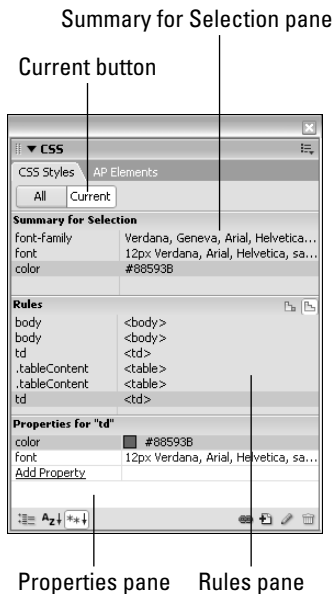 Summary for Selection pane
Current button
CSS
CSS Styles AP Elements
All Current
Summary for Selection
font-family Verdana, Geneva, Arial, Helvetica...
font 12px Verdana, Arial, Helvetica, sa...
color #88593B
Rules
body <body>
body <body>
td <td>
.tableContent <table>
.tableContent <table>
td <td>
Properties for "td"
color #88593B
font 12px Verdana, Arial, Helvetica, sa...
Add Property
Properties pane Rules pane